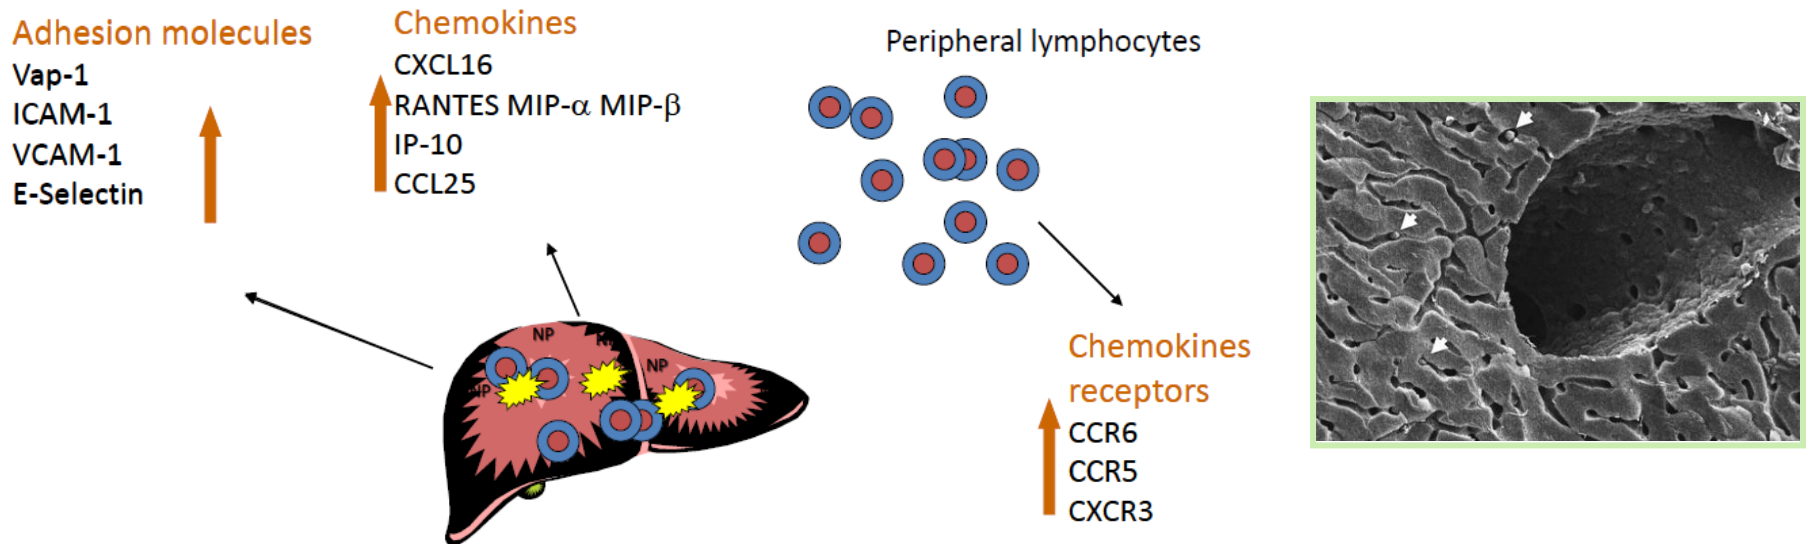 Adhesion molecules
Vap-1
ICAM-1
VCAM-1
E-Selectin
Chemokines
CXCL16
RANTES MIP-α MIP-β
IP-10
CCL25
Peripheral lymphocytes
NP
NP
NP
Chemokines
receptors
CCR6
CCR5
CXCR3